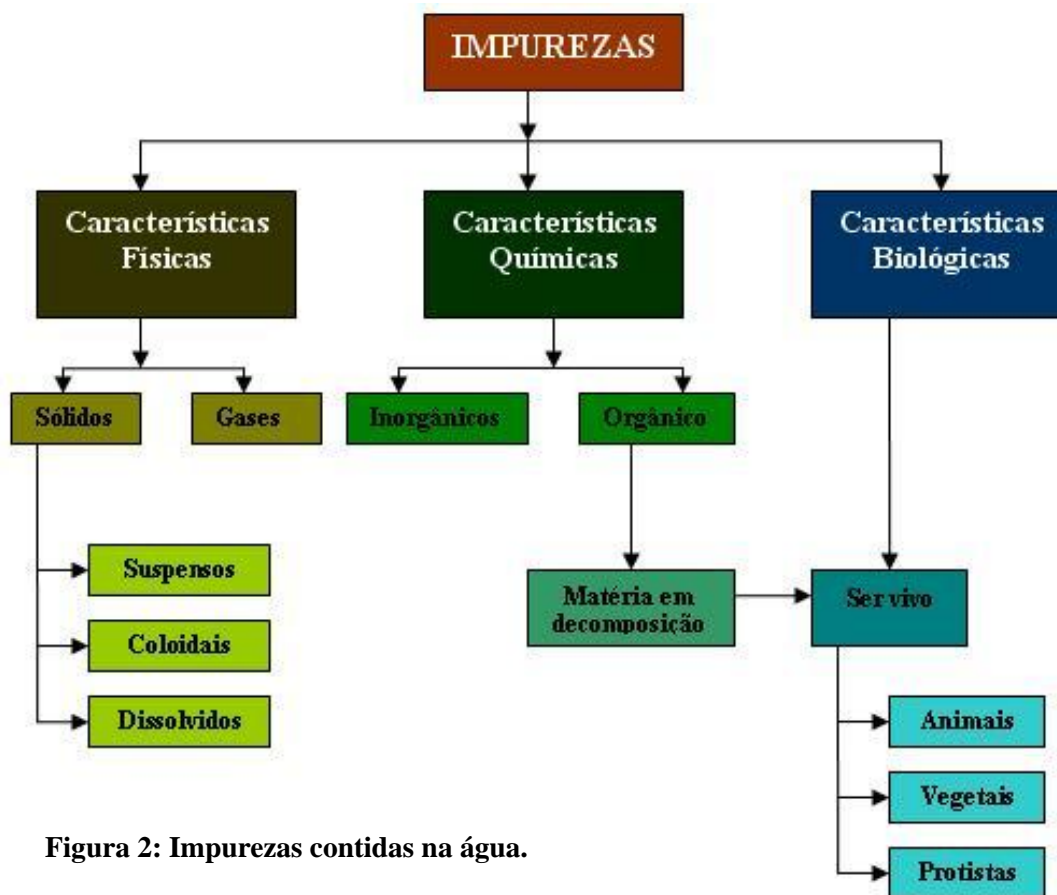 IMPUREZAS
Características
Físicas
Características
Químicas
Características
Biológicas
Sólidos
Gases
Inorgânicos
Orgânico
Suspensos
Coloidais
Dissolvidos
Matéria em
decomposição
Ser vivo
Animais
Vegetais
Protistas
Figura 2: Impurezas contidas na água.